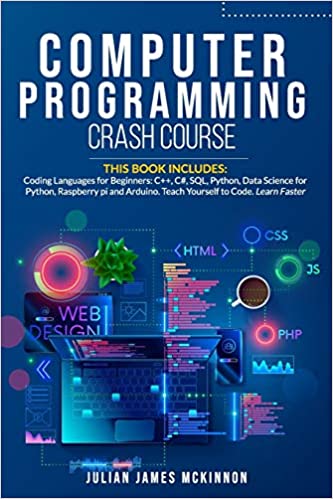 COMPUTER
PROGRAMMING
CRASH COURSE
THIS BOOK INCLUDES:
Coding Languages for Beginners: C++, C#, SQL, Python, Data Science for
Python, Raspberry pi and Arduino. Teach Yourself to Code. Learn Faster
CSS
<HTML>
JS
WEB
DESIGN
PHP
JULIAN JAMES MCKINNON